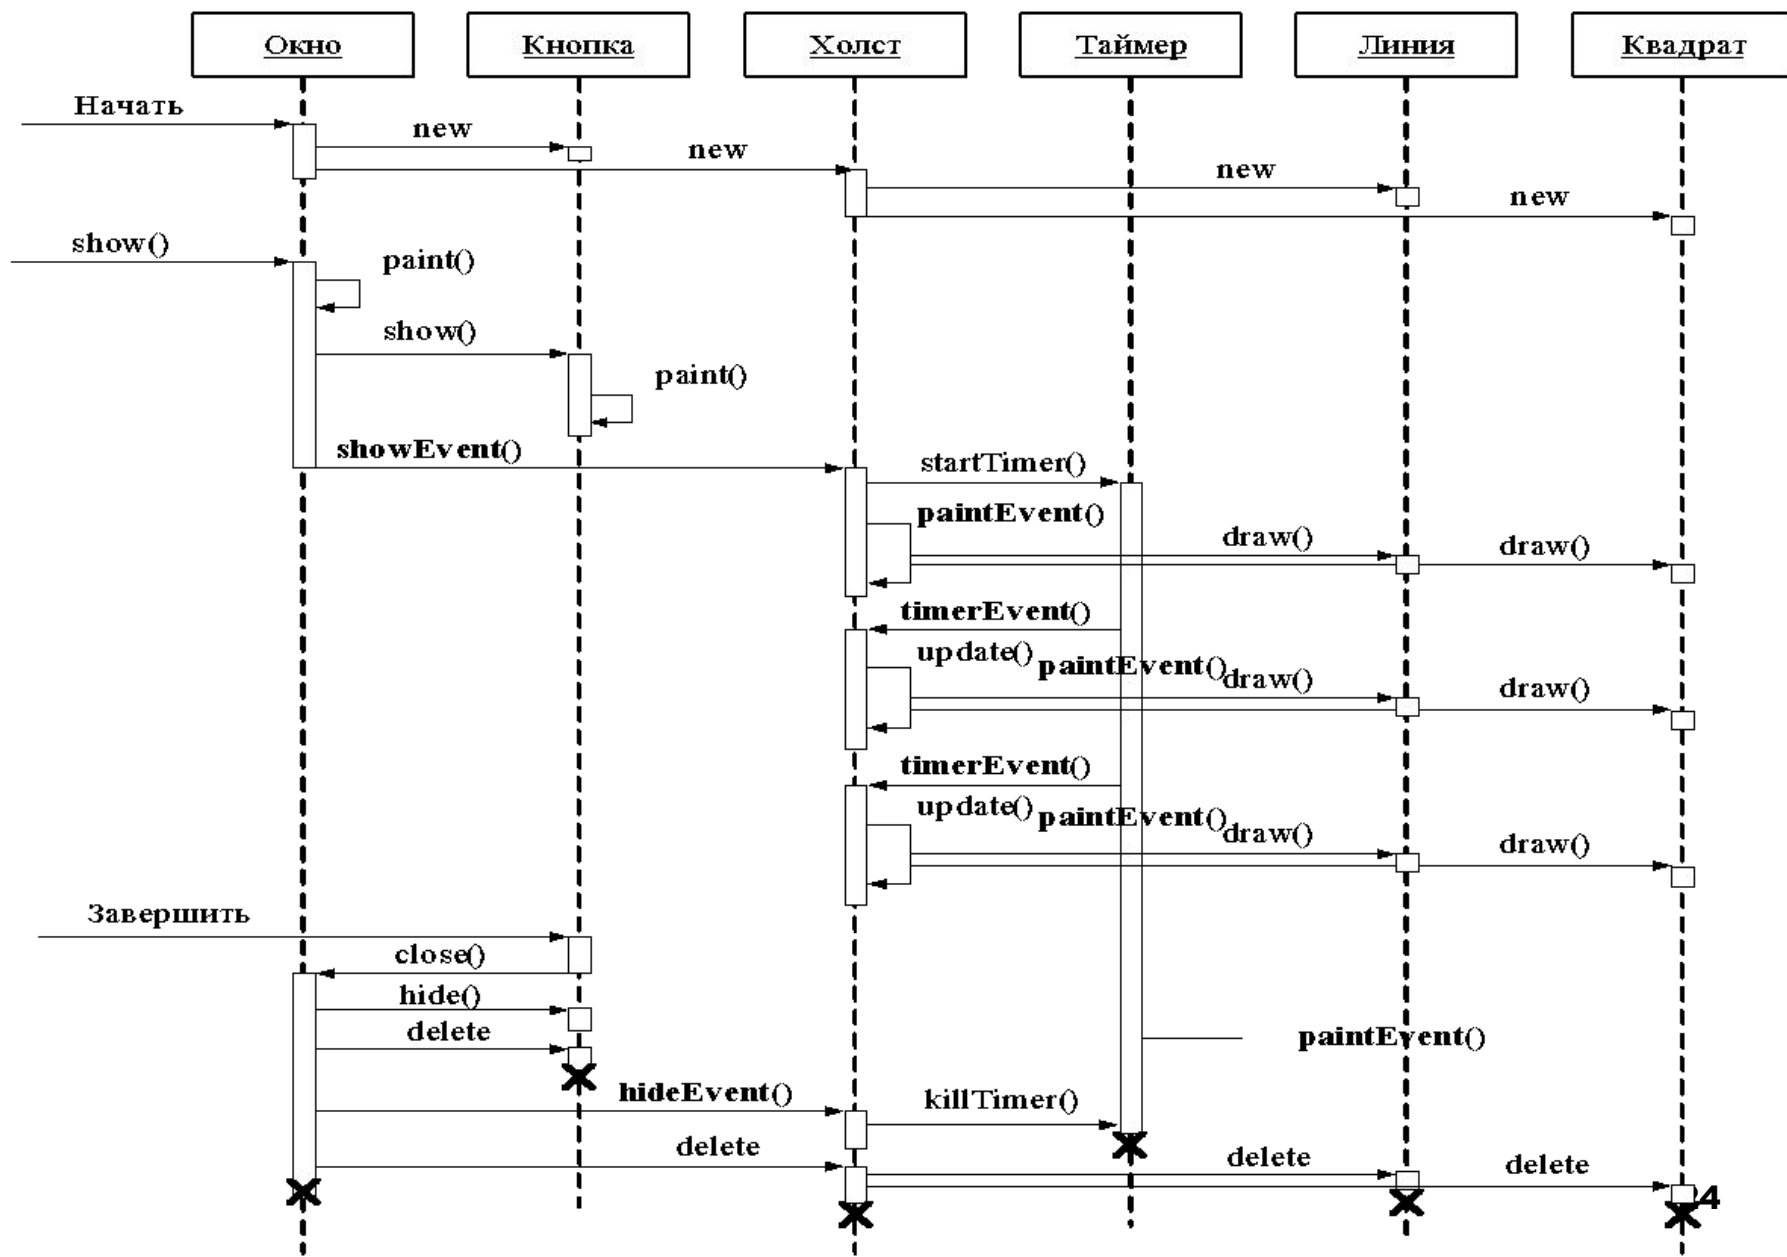 Окно Кнопка Холст Таймер Линия Квадрат
Начать
new
new
new
new
show()
paint()
show()
paint()
showEvent()
startTimer()
paintEvent()
draw()
draw()
timerEvent()
update()
paintEvent()
draw()
draw()
timerEvent()
update()
paintEvent()
draw()
draw()
Завершить
close()
hide()
delete
paintEvent()
hideEvent()
killTimer()
delete
delete
delete